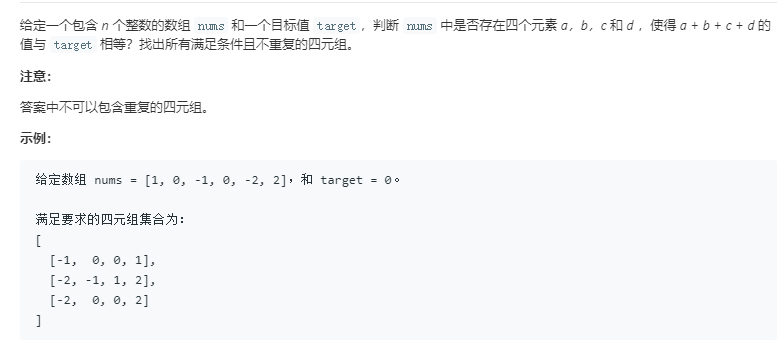 给定一个包含 n 个整数的数组 nums 和一个目标值 target，判断 nums 中是否存在四个元素 a，b，c 和 d ，使得 a + b + c + d 的
值与 target 相等？找出所有满足条件且不重复的四元组。
注意：
答案中不可以包含重复的四元组。
示例：
给定数组 nums = [1, 0, -1, 0, -2, 2]，和 target = 0。
满足要求的四元组集合为：
[
  [-1,  0, 0, 1],
  [-2, -1, 1, 2],
  [-2,  0, 0, 2]
]